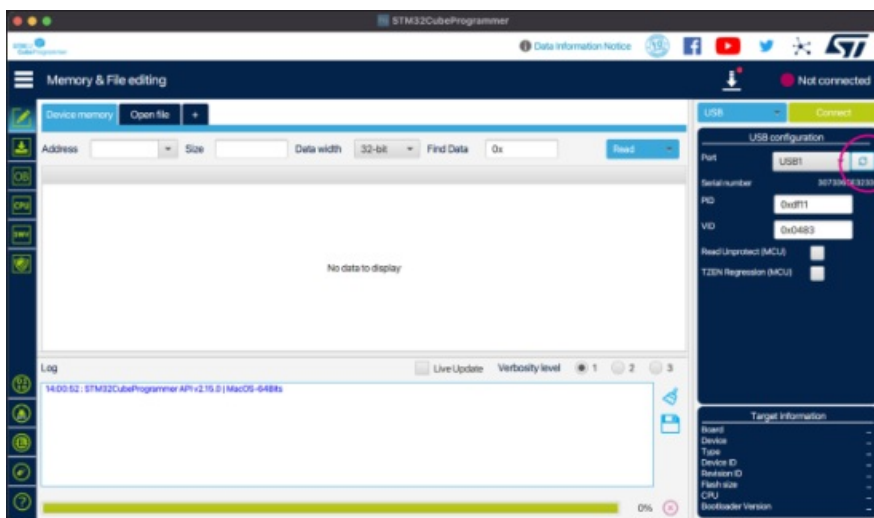 STM32CubeProgrammer
Data Information Notice
Memory & File editing
Not connected
Device memory Open file +
Address Size Data width 32-bit Find Data 0x Read
No data to display
Log Live Update Verbosity level 1 2 3
14:00:52 : STM32CubeProgrammer API v2.15.0 | MacOS-64Bits
0%
USB Connect
USB configuration
Port USB1
Serial number
PID 0xdf11
VID 0x0483
Read Unprotect (MCU)
TZEN Regression (MCU)
Target information
Board --
Device --
Type --
Device ID --
Revision ID --
Flash size --
CPU --
Bootloader Version --
OB
CPU
SWV